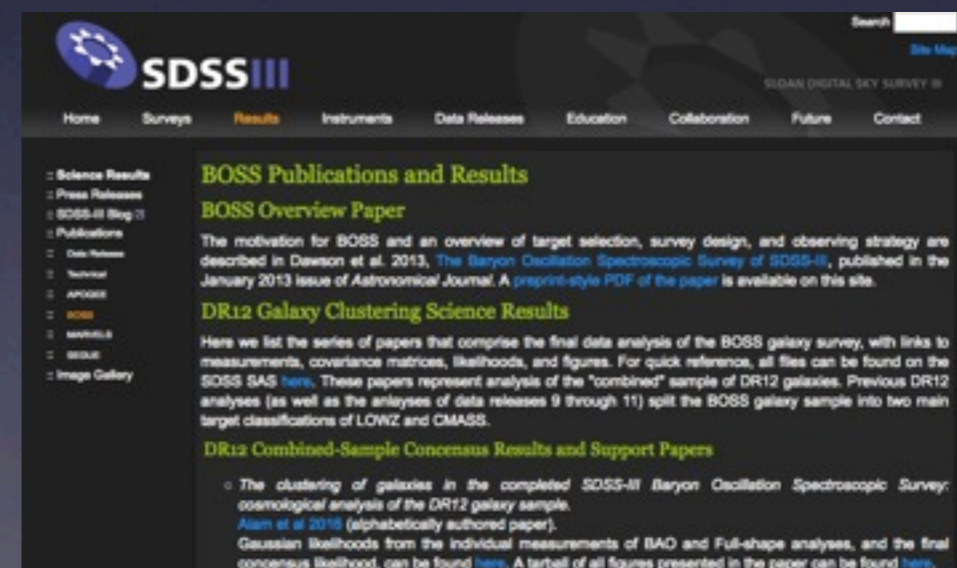 Search
Site Map
SDSSIII
SLOAN DIGITAL SKY SURVEY III
Home Surveys Results Instruments Data Releases Education Collaboration Future Contact
:: Science Results
:: Press Releases
:: SDSS-III Blog
:: Publications
:: Data Release
:: Technical
:: APOGEE
:: BOSS
:: MARVELS
:: SEGUE
:: Image Gallery
BOSS Publications and Results
BOSS Overview Paper
The motivation for BOSS and an overview of target selection, survey design, and observing strategy are
described in Dawson et al. 2013, The Baryon Oscillation Spectroscopic Survey of SDSS-III, published in the
January 2013 issue of Astronomical Journal. A preprint-style PDF of the paper is available on this site.
DR12 Galaxy Clustering Science Results
Here we list the series of papers that comprise the final data analysis of the BOSS galaxy survey, with links to
measurements, covariance matrices, likelihoods, and figures. For quick reference, all files can be found on the
SDSS SAS here. These papers represent analysis of the "combined" sample of DR12 galaxies. Previous DR12
analyses (as well as the anlayses of data releases 9 through 11) split the BOSS galaxy sample into two main
target classifications of LOWZ and CMASS.
DR12 Combined-Sample Concensus Results and Support Papers
○ The clustering of galaxies in the completed SDSS-III Baryon Oscillation Spectroscopic Survey:
cosmological analysis of the DR12 galaxy sample.
Alam et al 2016 (alphabetically authored paper).
Gaussian likelihoods from the individual measurements of BAO and Full-shape analyses, and the final
concensus likelihood, can be found here. A tarball of all figures presented in the paper can be found here.